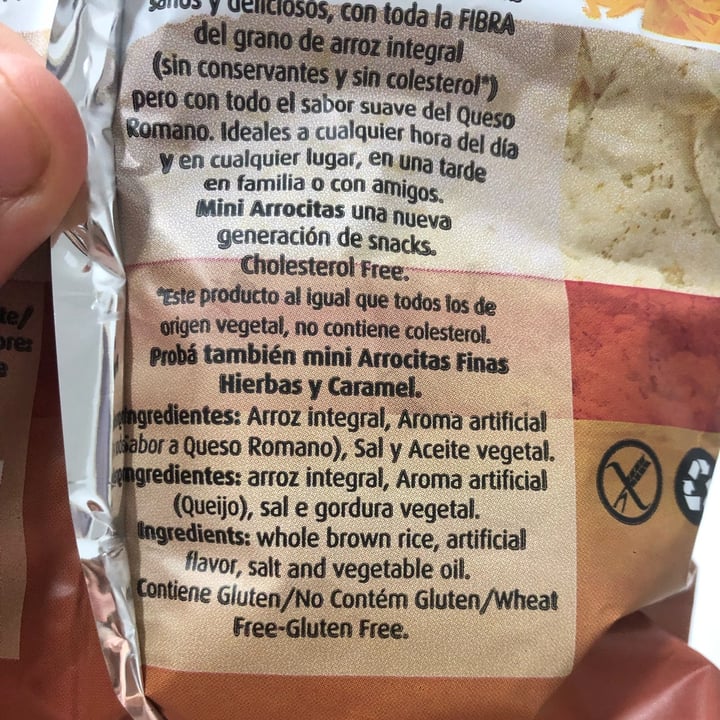 y deliciosos, con toda la FIBRA
del grano de arroz integral
(sin conservantes y sin colesterol*)
pero con todo el sabor suave del Queso
Romano. Ideales a cualquier hora del día
y en cualquier lugar, en una tarde
en familia o con amigos.
Mini Arrocitas una nueva
generación de snacks.
Cholesterol Free.
*Este producto al igual que todos los de
origen vegetal, no contiene colesterol.
Probá también mini Arrocitas Finas
Hierbas y Caramel.
Ingredientes: Arroz integral, Aroma artificial
Sabor a Queso Romano), Sal y Aceite vegetal.
Ingredientes: arroz integral, Aroma artificial
(Queijo), sal e gordura vegetal.
Ingredients: whole brown rice, artificial
flavor, salt and vegetable oil.
Contiene Gluten/No Contém Gluten/Wheat
Free-Gluten Free.